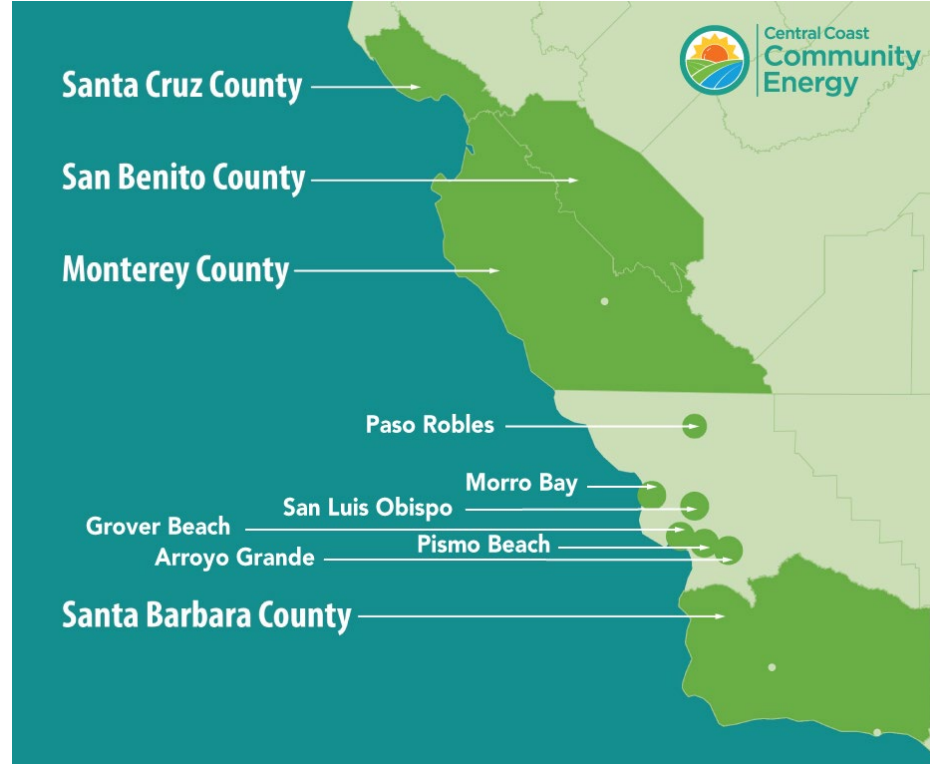 Central Coast
Community
Energy
Santa Cruz County
San Benito County
Monterey County
Paso Robles
Morro Bay
San Luis Obispo
Grover Beach
Pismo Beach
Arroyo Grande
Santa Barbara County